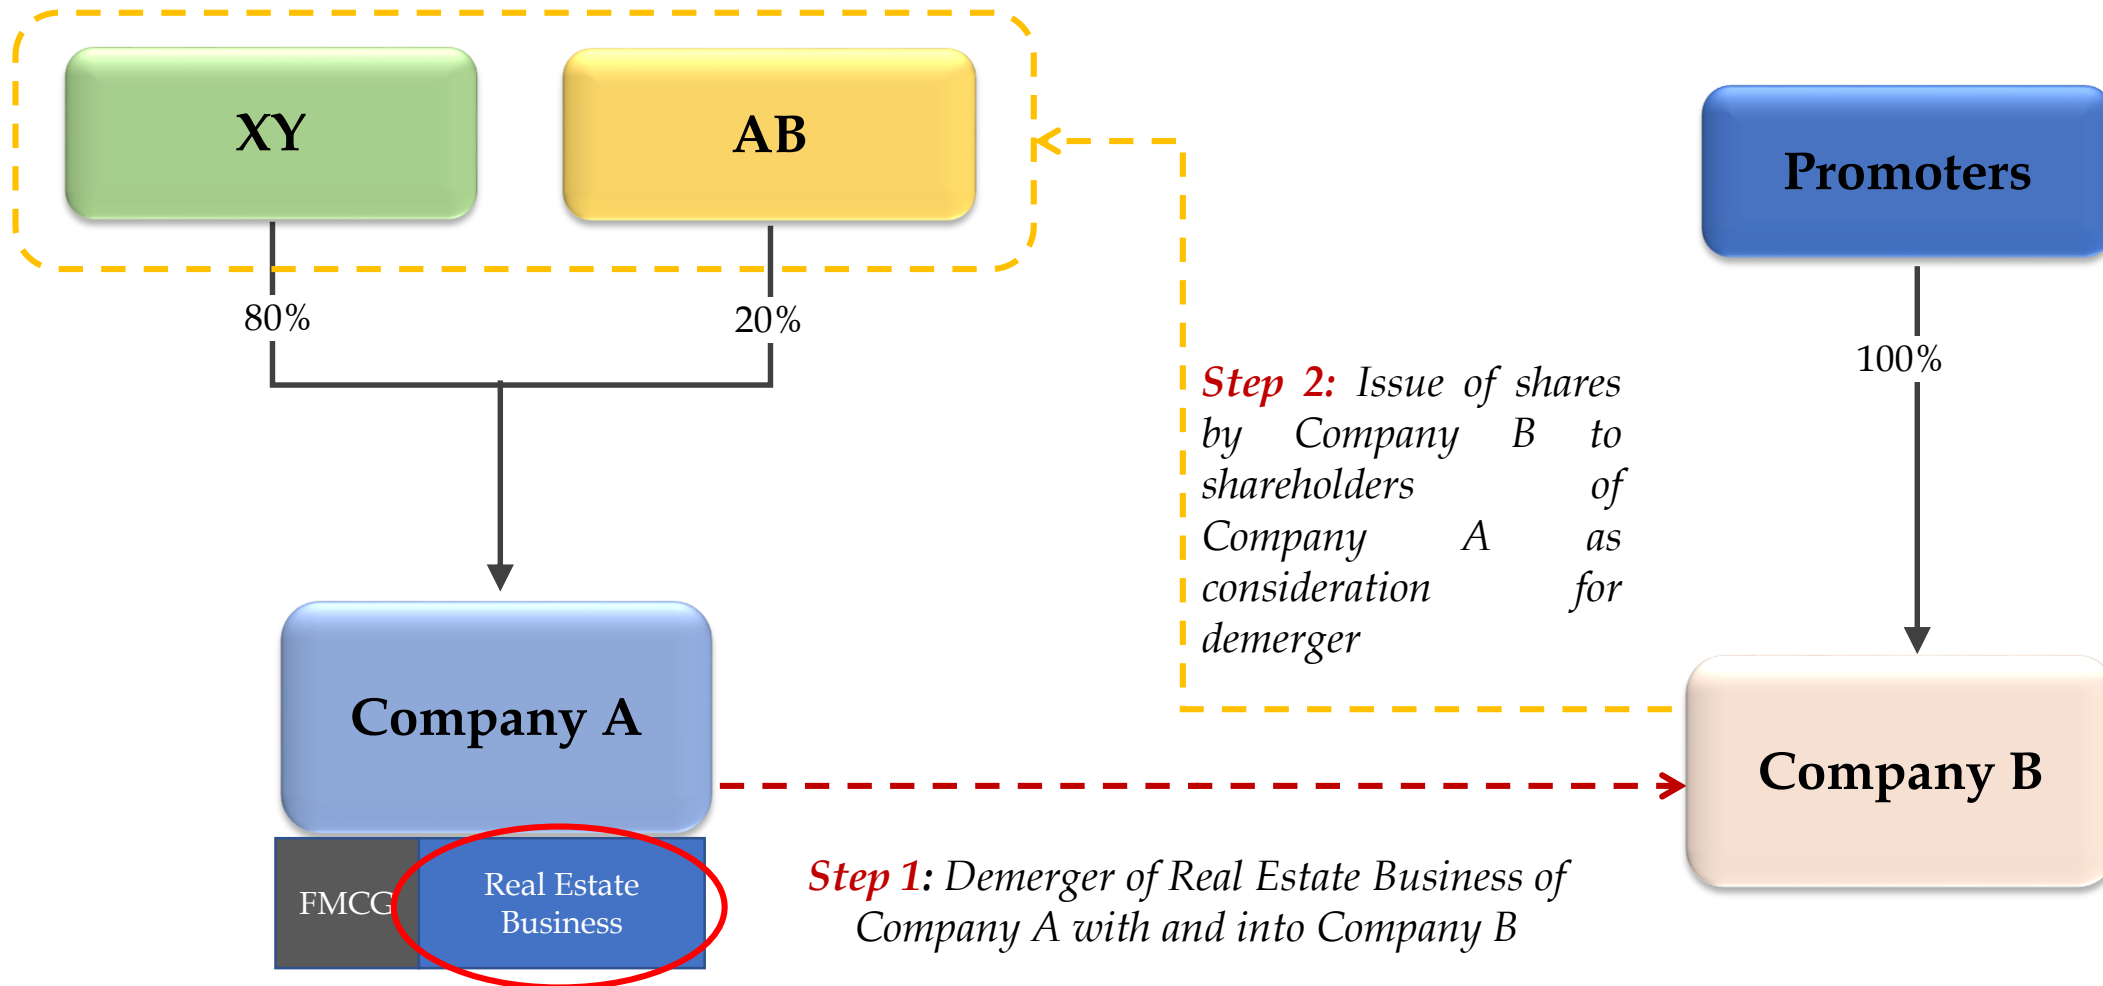 XY
AB
Promoters
80%
20%
100%
Step 2: Issue of shares
by Company B to
shareholders of
Company A as
consideration for
demerger
Company A
Company B
FMCG
Real Estate
Business
Step 1: Demerger of Real Estate Business of
Company A with and into Company B